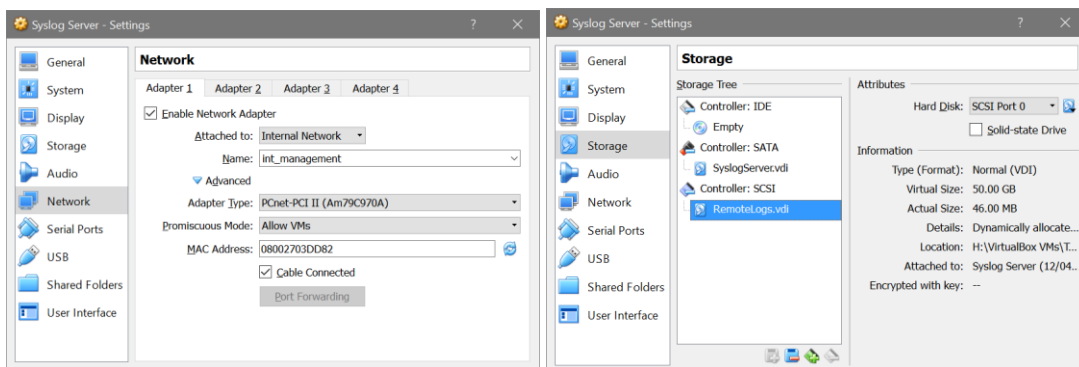 Syslog Server - Settings ? ×
General
System
Display
Storage
Audio
Network
Serial Ports
USB
Shared Folders
User Interface
Network
Adapter 1 Adapter 2 Adapter 3 Adapter 4
Enable Network Adapter
Attached to: Internal Network
Name: int_management
Advanced
Adapter Type: PCnet-PCI II (Am79C970A)
Promiscuous Mode: Allow VMs
MAC Address: 08002703DD82
Cable Connected
Port Forwarding
Syslog Server - Settings ? ×
General
System
Display
Storage
Audio
Network
Serial Ports
USB
Shared Folders
User Interface
Storage
Storage Tree
Controller: IDE
Empty
Controller: SATA
SyslogServer.vdi
Controller: SCSI
RemoteLogs.vdi
Attributes
Hard Disk: SCSI Port 0
Solid-state Drive
Information
Type (Format): Normal (VDI)
Virtual Size: 50.00 GB
Actual Size: 46.00 MB
Details: Dynamically allocate...
Location: H:\VirtualBox VMs\T...
Attached to: Syslog Server (12/04..
Encrypted with key: --